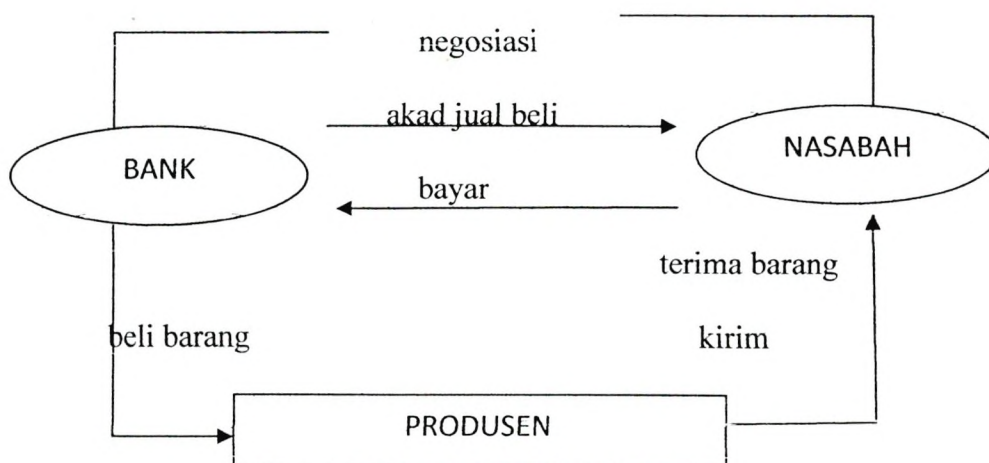 negosiasi
akad jual beli
BANK
NASABAH
bayar
terima barang
beli barang
kirim
PRODUSEN